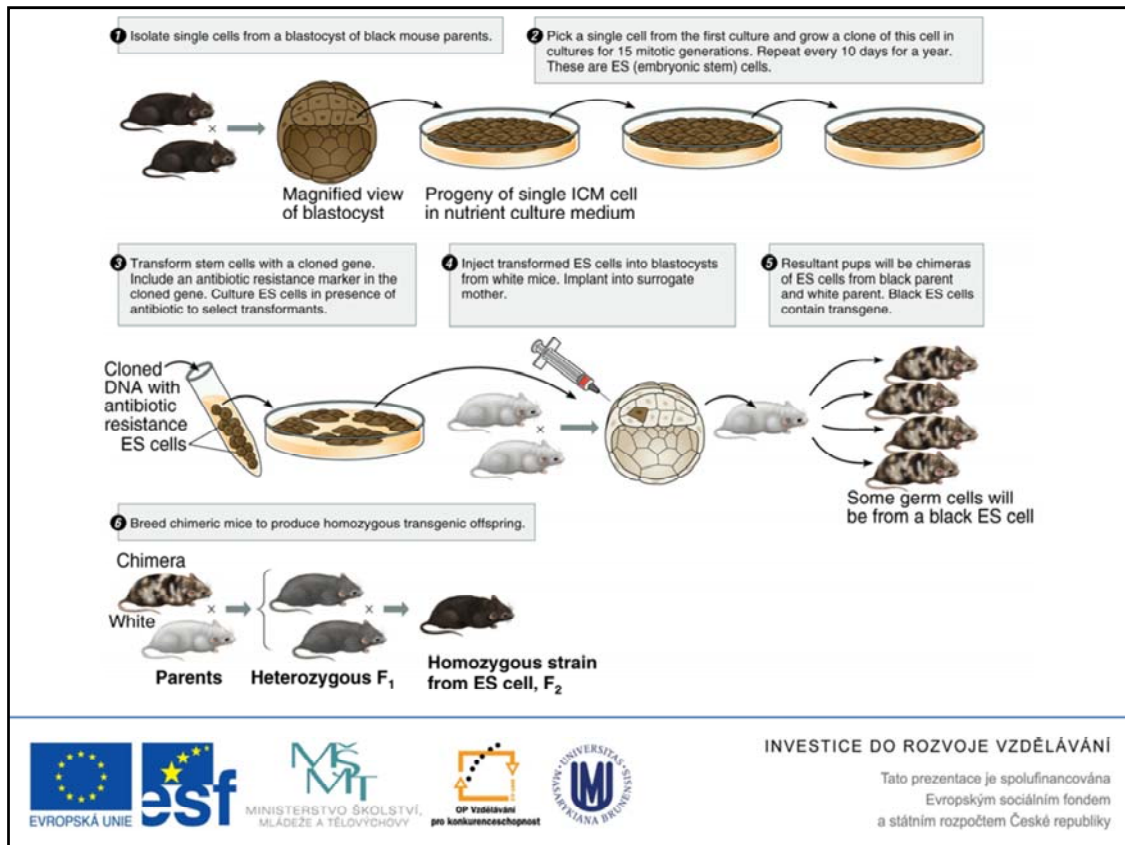 1 Isolate single cells from a blastocyst of black mouse parents.
2 Pick a single cell from the first culture and grow a clone of this cell in
cultures for 15 mitotic generations. Repeat every 10 days for a year.
These are ES (embryonic stem) cells.
×
Magnified view
of blastocyst
Progeny of single ICM cell
in nutrient culture medium
3 Transform stem cells with a cloned gene.
Include an antibiotic resistance marker in the
cloned gene. Culture ES cells in presence of
antibiotic to select transformants.
4 Inject transformed ES cells into blastocysts
from white mice. Implant into surrogate
mother.
5 Resultant pups will be chimeras
of ES cells from black parent
and white parent. Black ES cells
contain transgene.
Cloned
DNA with
antibiotic
resistance
ES cells
×
Some germ cells will
be from a black ES cell
6 Breed chimeric mice to produce homozygous transgenic offspring.
Chimera
×
White
×
Parents
Heterozygous F₁
Homozygous strain
from ES cell, F₂
EVROPSKÁ UNIE
esf
MŠMT
MINISTERSTVO ŠKOLSTVÍ,
MLÁDEŽE A TĚLOVÝCHOVY
OP Vzdělávání
pro konkurenceschopnost
UNIVERSITAS MASARYKIANA BRUNENSIS
INVESTICE DO ROZVOJE VZDĚLÁVÁNÍ
Tato prezentace je spolufinancována
Evropským sociálním fondem
a státním rozpočtem České republiky